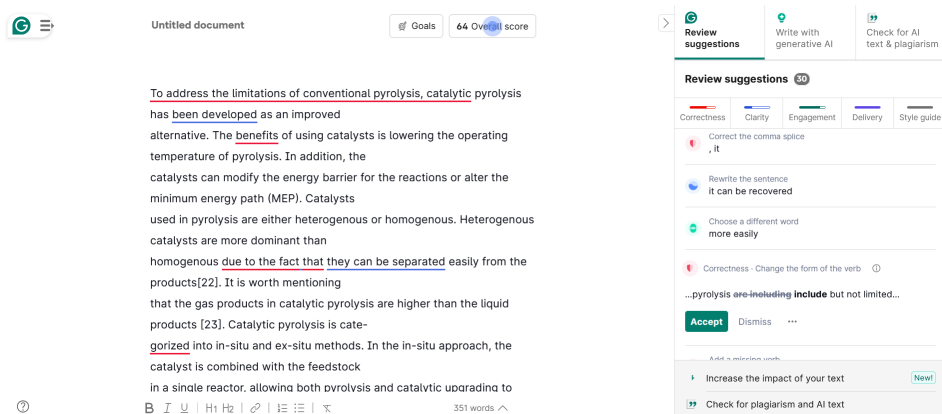 Untitled document
Goals
64 Overall score
To address the limitations of conventional pyrolysis, catalytic pyrolysis
has been developed as an improved
alternative. The benefits of using catalysts is lowering the operating
temperature of pyrolysis. In addition, the
catalysts can modify the energy barrier for the reactions or alter the
minimum energy path (MEP). Catalysts
used in pyrolysis are either heterogenous or homogenous. Heterogenous
catalysts are more dominant than
homogenous due to the fact that they can be separated easily from the
products[22]. It is worth mentioning
that the gas products in catalytic pyrolysis are higher than the liquid
products [23]. Catalytic pyrolysis is cate-
gorized into in-situ and ex-situ methods. In the in-situ approach, the
catalyst is combined with the feedstock
in a single reactor, allowing both pyrolysis and catalytic upgrading to
B I U H1 H2
351 words
Review
suggestions
Write with
generative AI
Check for AI
text & plagiarism
Review suggestions 30
Correctness
Clarity
Engagement
Delivery
Style guide
Correct the comma splice
, it
Rewrite the sentence
it can be recovered
Choose a different word
more easily
Correctness · Change the form of the verb
...pyrolysis are including include but not limited...
Accept
Dismiss
Add a missing verb
Increase the impact of your text
New!
Check for plagiarism and AI text